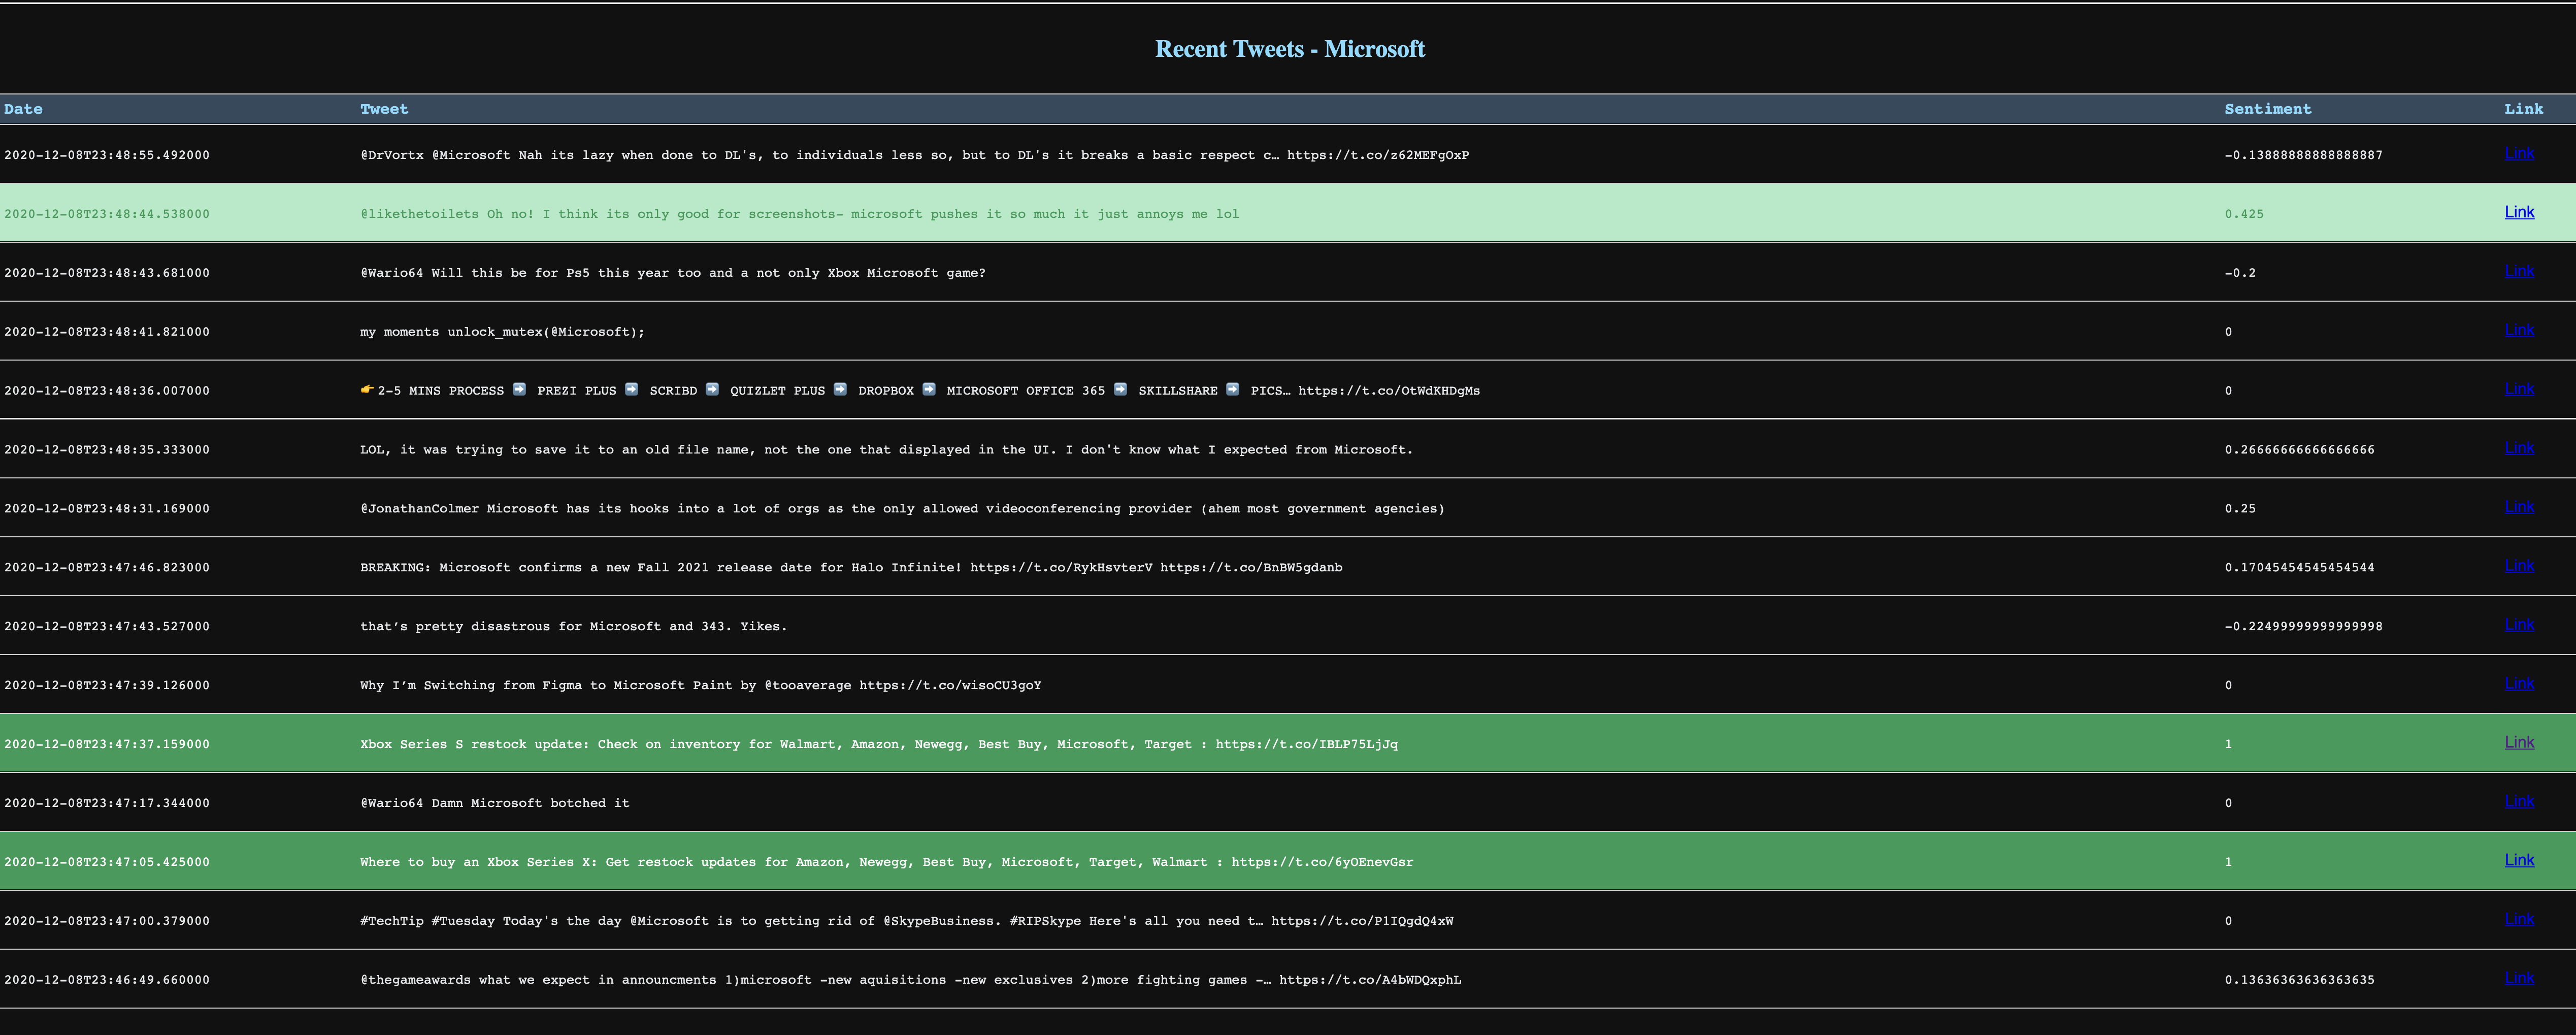 Recent Tweets - Microsoft
Date Tweet Sentiment Link
2020-12-08T23:48:55.492000 @DrVortx @Microsoft Nah its lazy when done to DL's, to individuals less so, but to DL's it breaks a basic respect c… https://t.co/z62MEFgOxP -0.13888888888888887 Link
2020-12-08T23:48:44.538000 @likethetoilets Oh no! I think its only good for screenshots- microsoft pushes it so much it just annoys me lol 0.425 Link
2020-12-08T23:48:43.681000 @Wario64 Will this be for Ps5 this year too and a not only Xbox Microsoft game? -0.2 Link
2020-12-08T23:48:41.821000 my moments unlock_mutex(@Microsoft); 0 Link
2020-12-08T23:48:36.007000 👉2-5 MINS PROCESS ➡️ PREZI PLUS ➡️ SCRIBD ➡️ QUIZLET PLUS ➡️ DROPBOX ➡️ MICROSOFT OFFICE 365 ➡️ SKILLSHARE ➡️ PICS… https://t.co/OtWdKHDgMs 0 Link
2020-12-08T23:48:35.333000 LOL, it was trying to save it to an old file name, not the one that displayed in the UI. I don't know what I expected from Microsoft. 0.26666666666666666 Link
2020-12-08T23:48:31.169000 @JonathanColmer Microsoft has its hooks into a lot of orgs as the only allowed videoconferencing provider (ahem most government agencies) 0.25 Link
2020-12-08T23:47:46.823000 BREAKING: Microsoft confirms a new Fall 2021 release date for Halo Infinite! https://t.co/RykHsvterV https://t.co/BnBW5gdanb 0.17045454545454544 Link
2020-12-08T23:47:43.527000 that’s pretty disastrous for Microsoft and 343. Yikes. -0.22499999999999998 Link
2020-12-08T23:47:39.126000 Why I’m Switching from Figma to Microsoft Paint by @tooaverage https://t.co/wisoCU3goY 0 Link
2020-12-08T23:47:37.159000 Xbox Series S restock update: Check on inventory for Walmart, Amazon, Newegg, Best Buy, Microsoft, Target : https://t.co/IBLP75LjJq 1 Link
2020-12-08T23:47:17.344000 @Wario64 Damn Microsoft botched it 0 Link
2020-12-08T23:47:05.425000 Where to buy an Xbox Series X: Get restock updates for Amazon, Newegg, Best Buy, Microsoft, Target, Walmart : https://t.co/6yOEnevGsr 1 Link
2020-12-08T23:47:00.379000 #TechTip #Tuesday Today's the day @Microsoft is to getting rid of @SkypeBusiness. #RIPSkype Here's all you need t… https://t.co/P1IQgdQ4xW 0 Link
2020-12-08T23:46:49.660000 @thegameawards what we expect in announcments 1)microsoft -new aquisitions -new exclusives 2)more fighting games -… https://t.co/A4bWDQxphL 0.13636363636363635 Link